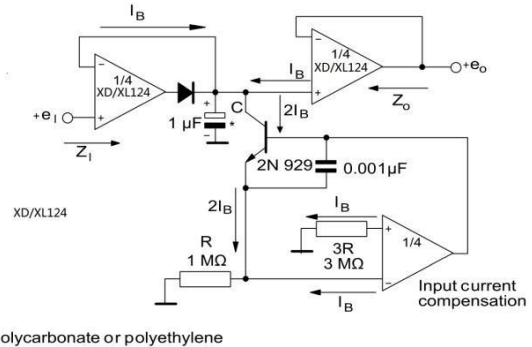 I_B
1/4
XD/XL124
+e_I
Z_I
+
1 µF
*
C
I_B
2I_B
1/4
XD/XL124
+e_o
Z_o
2N 929
0.001µF
2I_B
R
1 MΩ
I_B
3R
3 MΩ
1/4
I_B
Input current
compensation
XD/XL124
olycarbonate or polyethylene